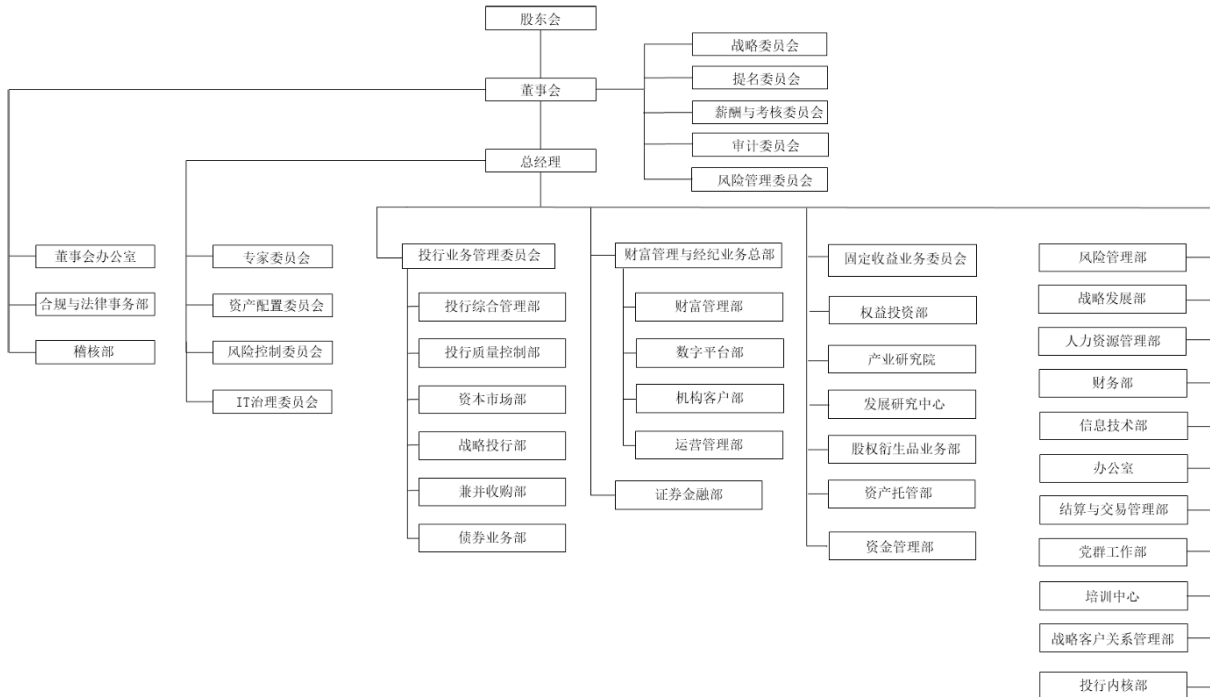 股东会
战略委员会
提名委员会
董事会
薪酬与考核委员会
审计委员会
总经理
风险管理委员会
董事会办公室
合规与法律事务部
稽核部
专家委员会
资产配置委员会
风险控制委员会
IT治理委员会
投行业务管理委员会
投行综合管理部
投行质量控制部
资本市场部
战略投行部
兼并收购部
债券业务部
财富管理与经纪业务总部
财富管理部
数字平台部
机构客户部
运营管理部
证券金融部
固定收益业务委员会
权益投资部
产业研究院
发展研究中心
股权衍生品业务部
资产托管部
资金管理部
风险管理部
战略发展部
人力资源管理部
财务部
信息技术部
办公室
结算与交易管理部
党群工作部
培训中心
战略客户关系管理部
投行内核部